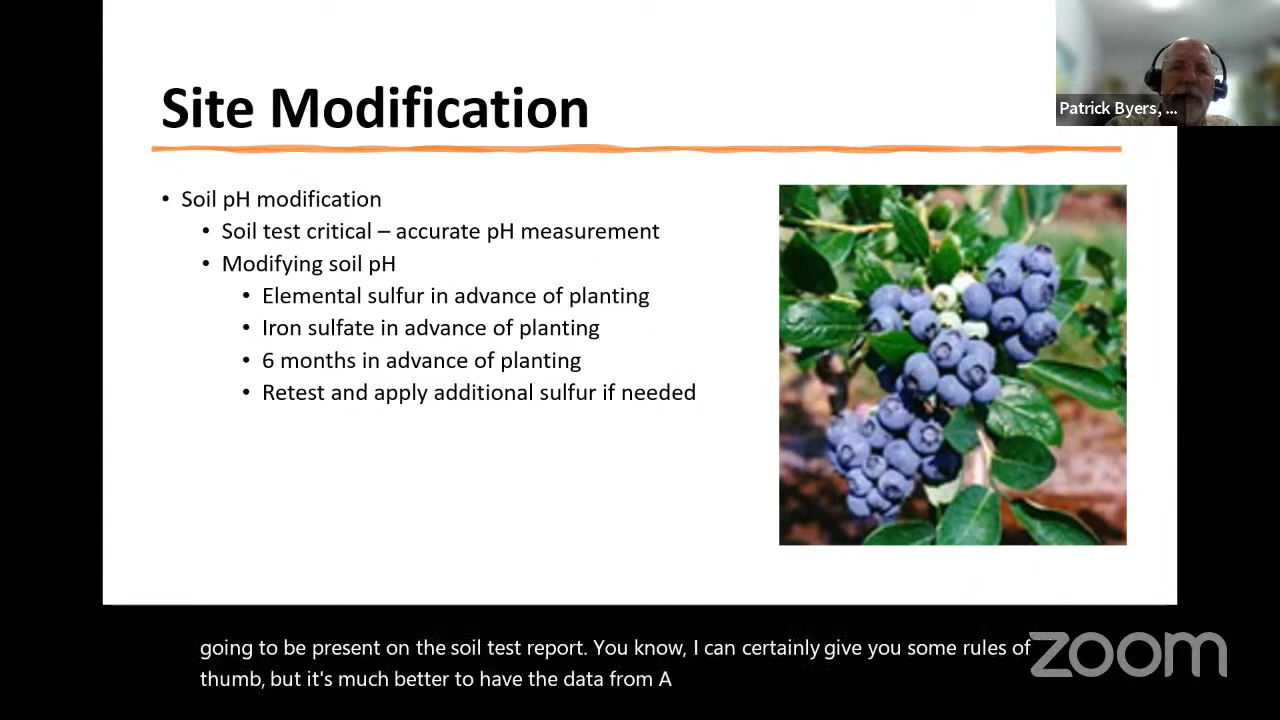 Site Modification
Patrick Byers, ...
• Soil pH modification
• Soil test critical – accurate pH measurement
• Modifying soil pH
• Elemental sulfur in advance of planting
• Iron sulfate in advance of planting
• 6 months in advance of planting
• Retest and apply additional sulfur if needed
going to be present on the soil test report. You know, I can certainly give you some rules of
thumb, but it's much better to have the data from A
zoom